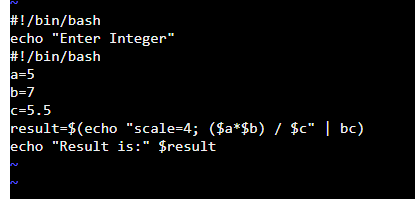 ~
#!/bin/bash
echo "Enter Integer"
#!/bin/bash
a=5
b=7
c=5.5
result=$(echo "scale=4; ($a*$b) / $c" | bc)
echo "Result is:" $result
~
~